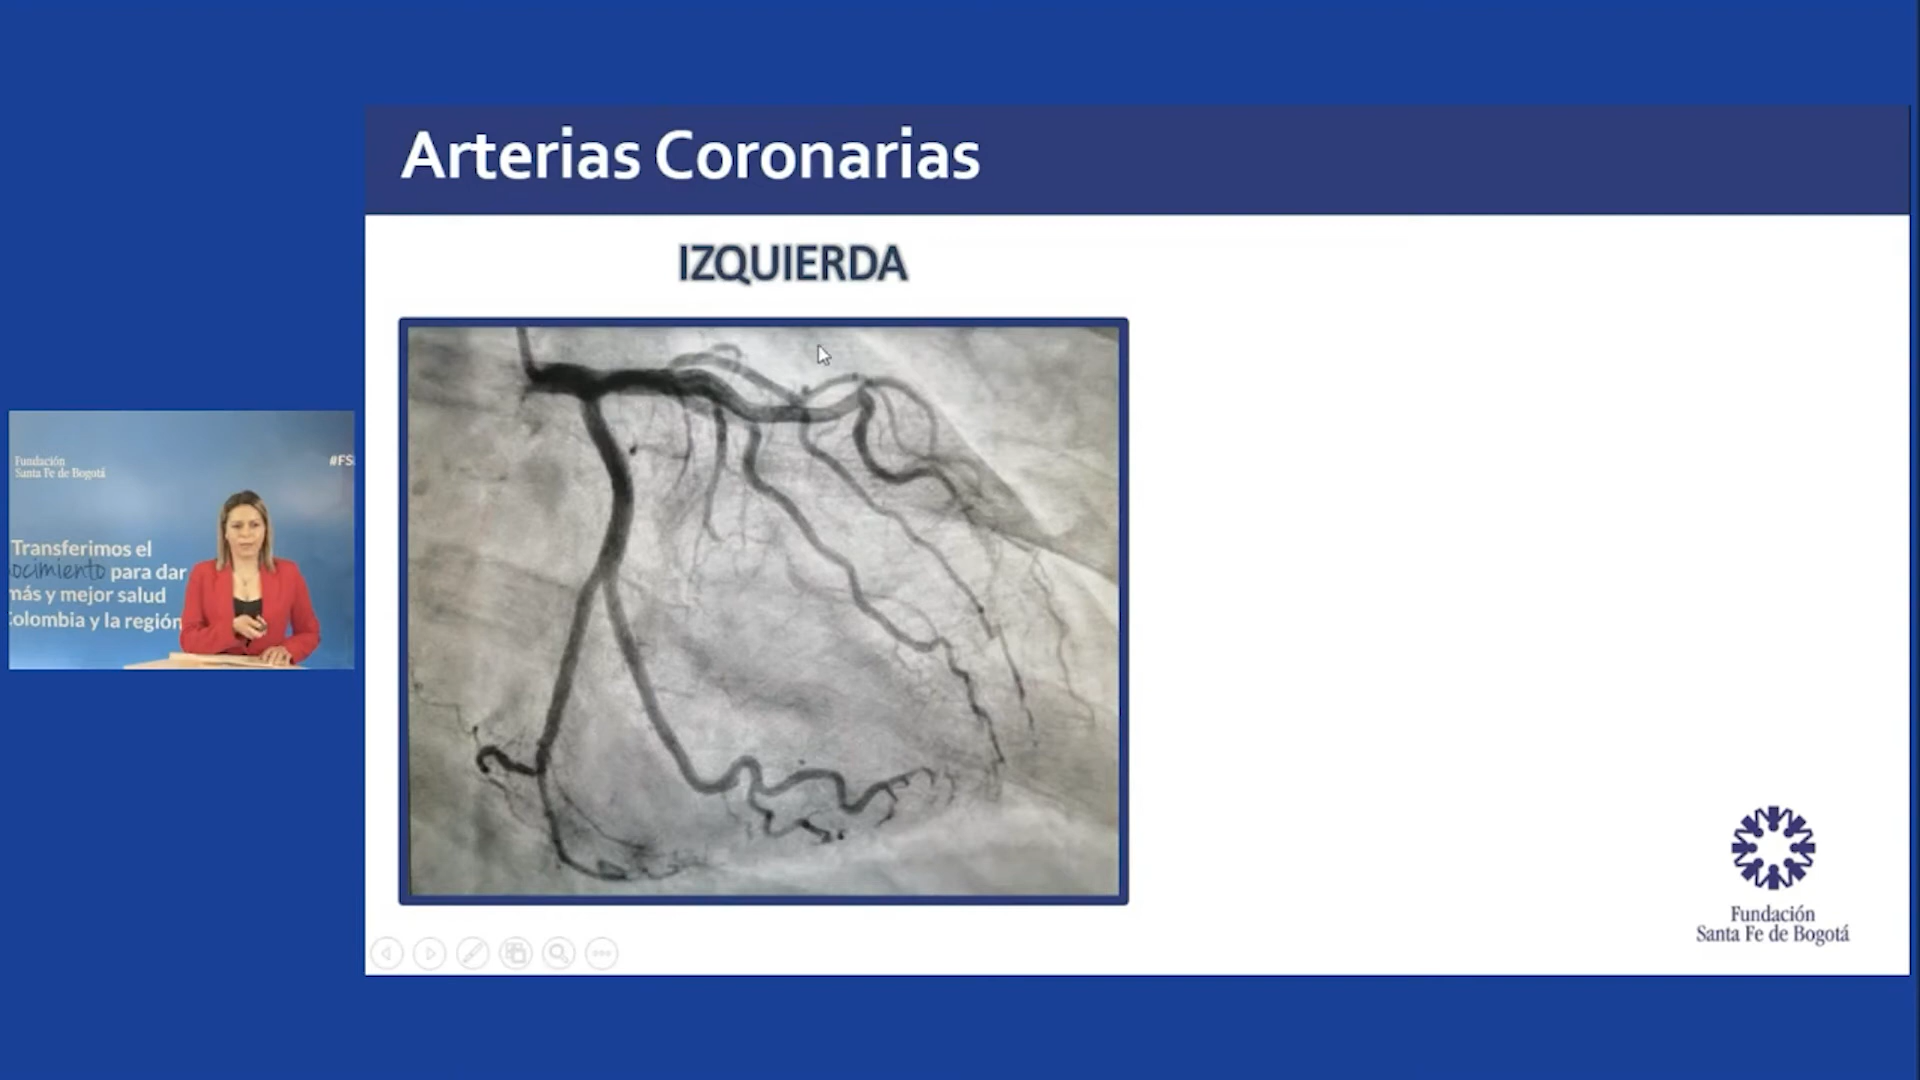 Arterias Coronarias
IZQUIERDA
Fundación
Santa Fe de Bogotá
#FS
Transferimos el
ocimiento para dar
más y mejor salud
Colombia y la región
Fundación
Santa Fe de Bogotá